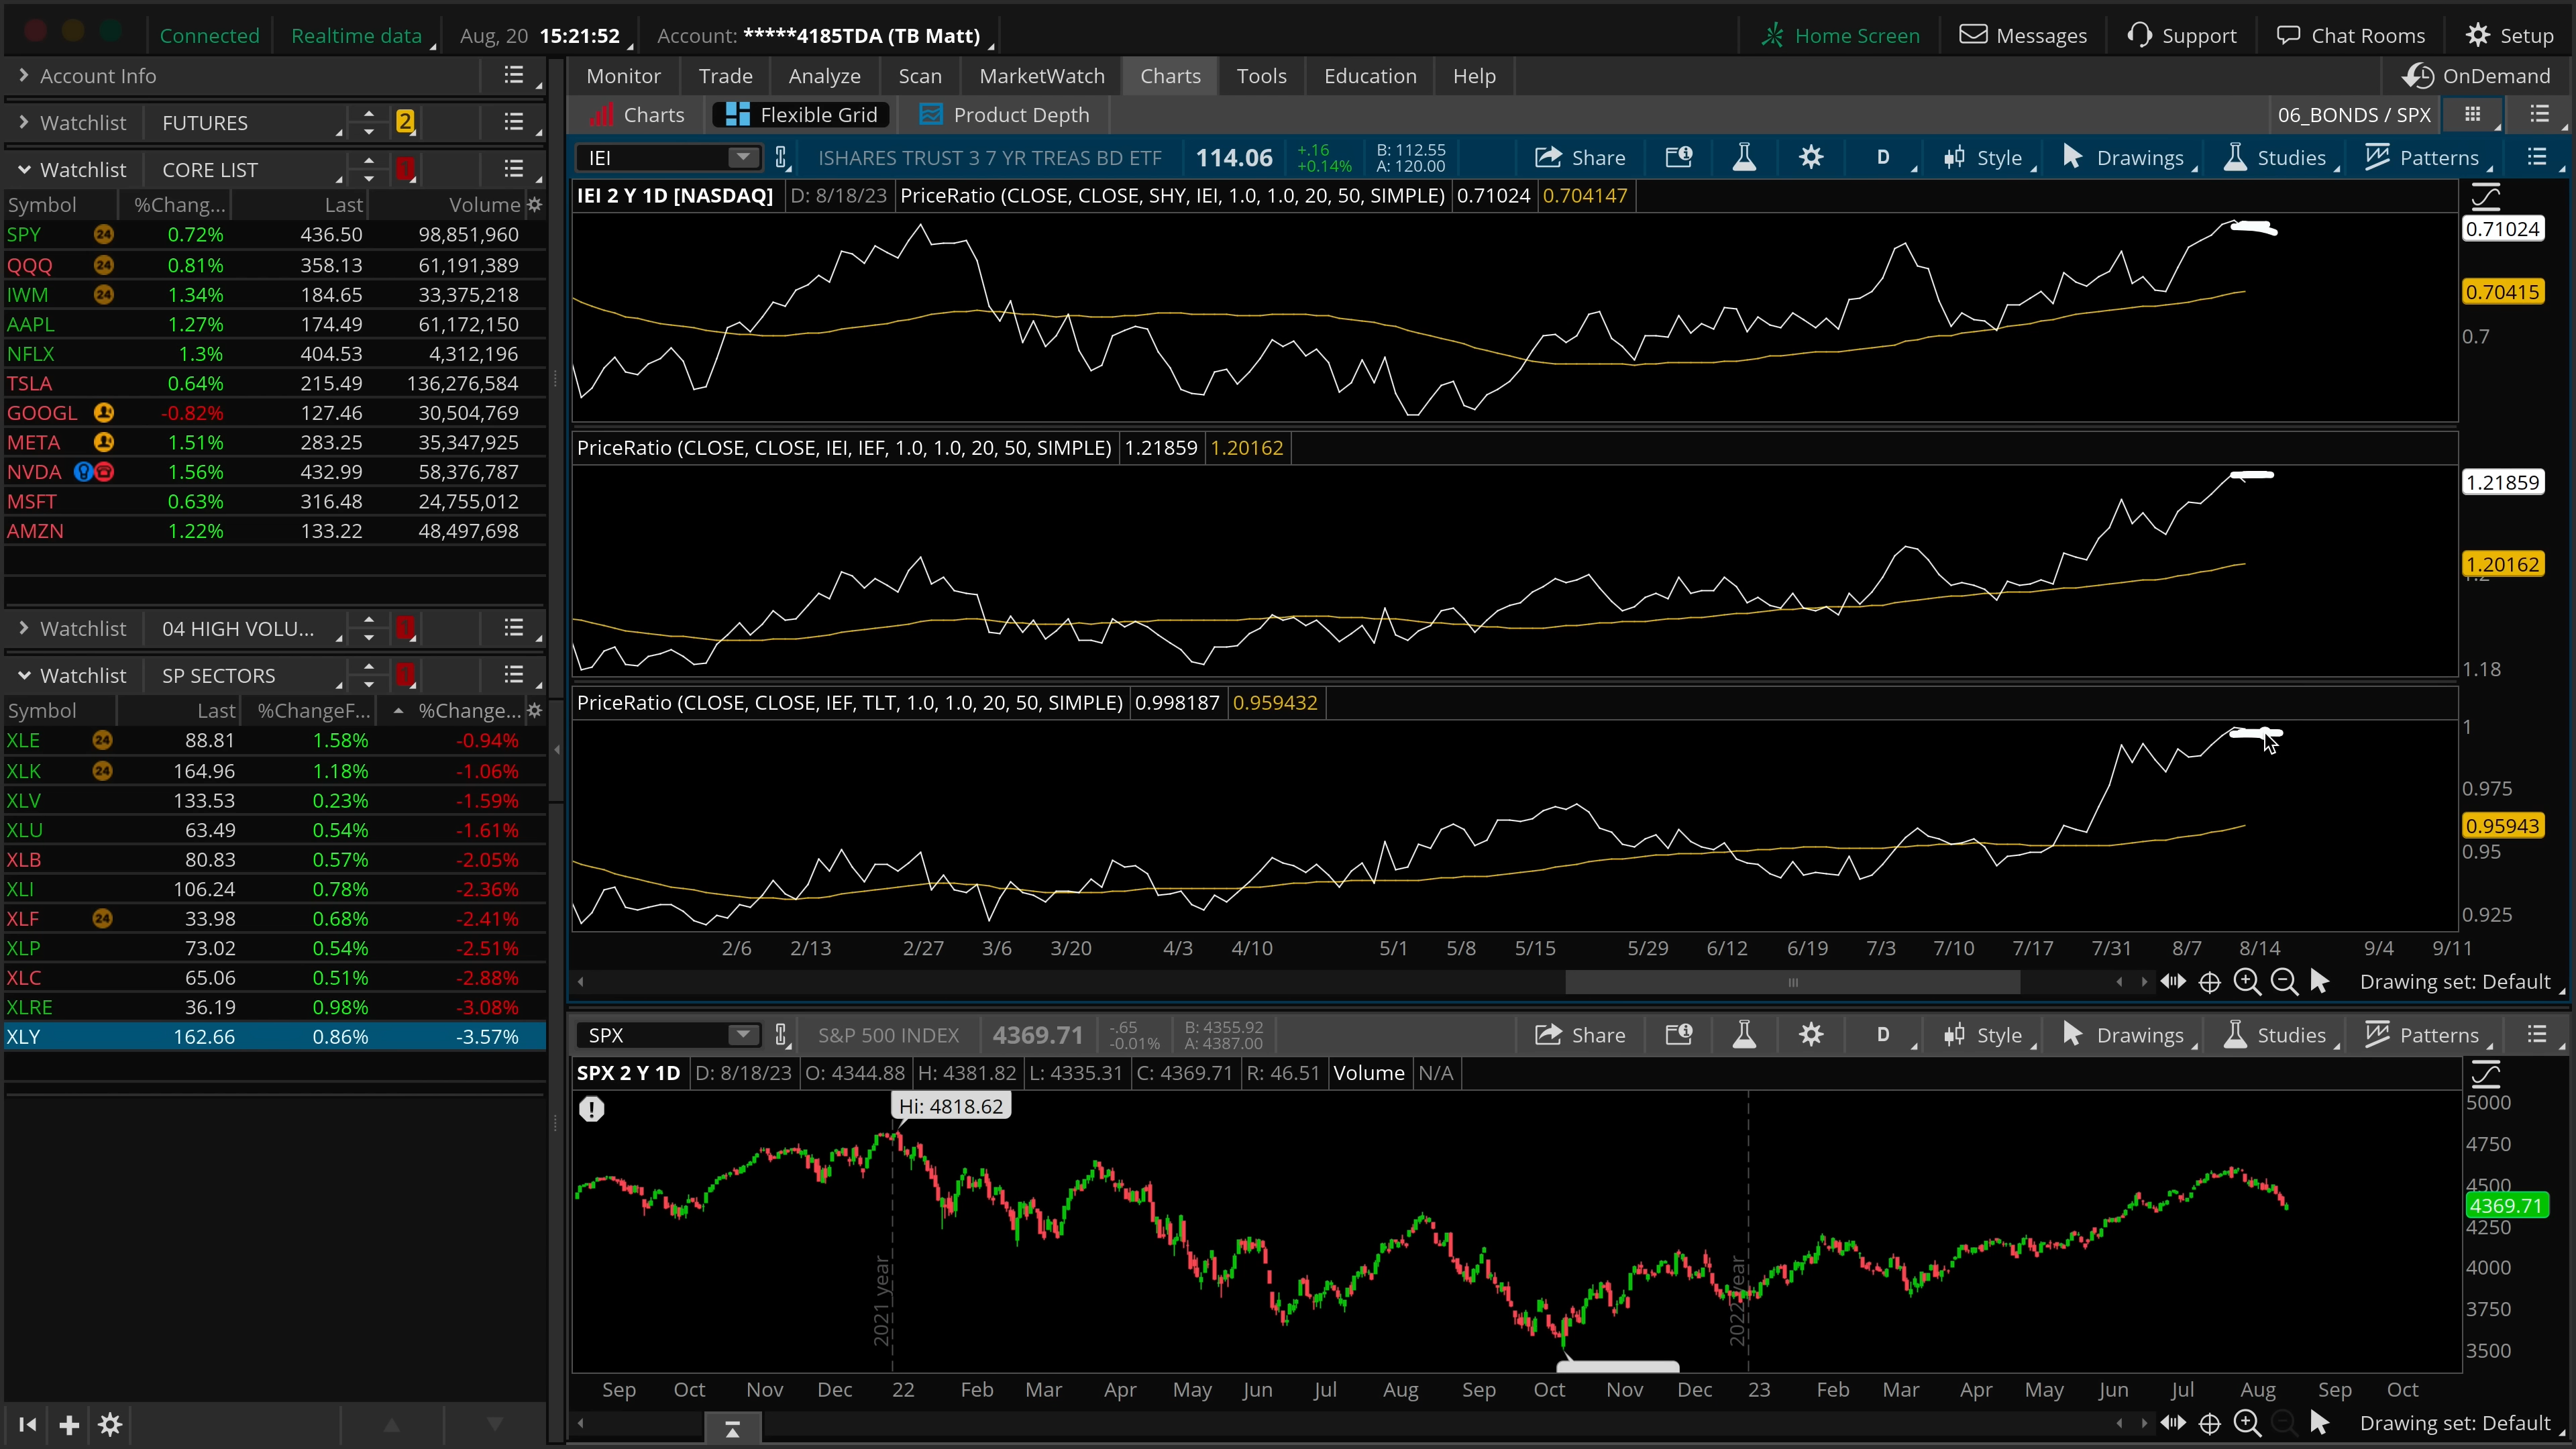 Connected Realtime data Aug, 20 15:21:52 Account: *****4185TDA (TB Matt) Home Screen Messages Support Chat Rooms Setup
Account Info
Monitor Trade Analyze Scan MarketWatch Charts Tools Education Help OnDemand
Watchlist FUTURES 2
Charts Flexible Grid Product Depth 06_BONDS / SPX
Watchlist CORE LIST 1
Symbol %Chang... Last Volume
SPY 24 0.72% 436.50 98,851,960
QQQ 24 0.81% 358.13 61,191,389
IWM 24 1.34% 184.65 33,375,218
AAPL 1.27% 174.49 61,172,150
NFLX 1.3% 404.53 4,312,196
TSLA 0.64% 215.49 136,276,584
GOOGL -0.82% 127.46 30,504,769
META 1.51% 283.25 35,347,925
NVDA 1.56% 432.99 58,376,787
MSFT 0.63% 316.48 24,755,012
AMZN 1.22% 133.22 48,497,698
Watchlist 04 HIGH VOLU... 1
Watchlist SP SECTORS 1
Symbol Last %ChangeF... %Change...
XLE 24 88.81 1.58% -0.94%
XLK 24 164.96 1.18% -1.06%
XLV 133.53 0.23% -1.59%
XLU 63.49 0.54% -1.61%
XLB 80.83 0.57% -2.05%
XLI 106.24 0.78% -2.36%
XLF 24 33.98 0.68% -2.41%
XLP 73.02 0.54% -2.51%
XLC 65.06 0.51% -2.88%
XLRE 36.19 0.98% -3.08%
XLY 162.66 0.86% -3.57%
IEI ISHARES TRUST 3 7 YR TREAS BD ETF 114.06 +.16 +0.14% B: 112.55 A: 120.00 Share D Style Drawings Studies Patterns
IEI 2 Y 1D [NASDAQ] D: 8/18/23 PriceRatio (CLOSE, CLOSE, SHY, IEI, 1.0, 1.0, 20, 50, SIMPLE) 0.71024 0.704147
0.71024
0.70415
0.7
PriceRatio (CLOSE, CLOSE, IEI, IEF, 1.0, 1.0, 20, 50, SIMPLE) 1.21859 1.20162
1.21859
1.20162
1.18
PriceRatio (CLOSE, CLOSE, IEF, TLT, 1.0, 1.0, 20, 50, SIMPLE) 0.998187 0.959432
1
0.975
0.95943
0.95
0.925
2/6 2/13 2/27 3/6 3/20 4/3 4/10 5/1 5/8 5/15 5/29 6/12 6/19 7/3 7/10 7/17 7/31 8/7 8/14 9/4 9/11
Drawing set: Default
SPX S&P 500 INDEX 4369.71 -.65 -0.01% B: 4355.92 A: 4387.00 Share D Style Drawings Studies Patterns
SPX 2 Y 1D D: 8/18/23 O: 4344.88 H: 4381.82 L: 4335.31 C: 4369.71 R: 46.51 Volume N/A
Hi: 4818.62
5000
4750
4500
4369.71
4250
4000
3750
3500
2021 year
2022 year
Sep Oct Nov Dec 22 Feb Mar Apr May Jun Jul Aug Sep Oct Nov Dec 23 Feb Mar Apr May Jun Jul Aug Sep Oct
Drawing set: Default